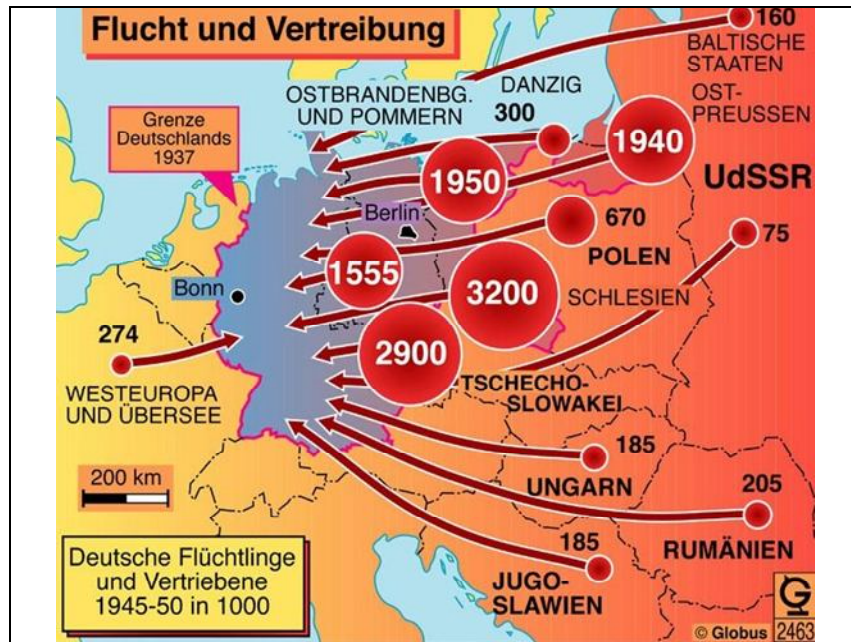 Flucht und Vertreibung
160
BALTISCHE
STAATEN
OSTBRANDENBG.
UND POMMERN
DANZIG
300
OST-
PREUSSEN
1940
Grenze
Deutschlands
1937
1950
UdSSR
Berlin
670
POLEN
75
1555
Bonn
3200
SCHLESIEN
274
2900
WESTEUROPA
UND ÜBERSEE
TSCHECHO-
SLOWAKEI
200 km
185
UNGARN
205
RUMÄNIEN
Deutsche Flüchtlinge
und Vertriebene
1945-50 in 1000
185
JUGO-
SLAWIEN
G
© Globus
2463